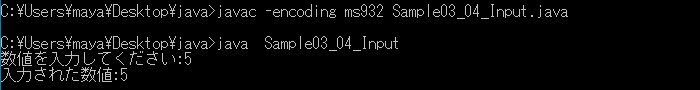 C:¥Users¥maya¥Desktop¥java>javac -encoding ms932 Sample03_04_Input.java
C:¥Users¥maya¥Desktop¥java>java  Sample03_04_Input
数値を入力してください:5
入力された数値:5